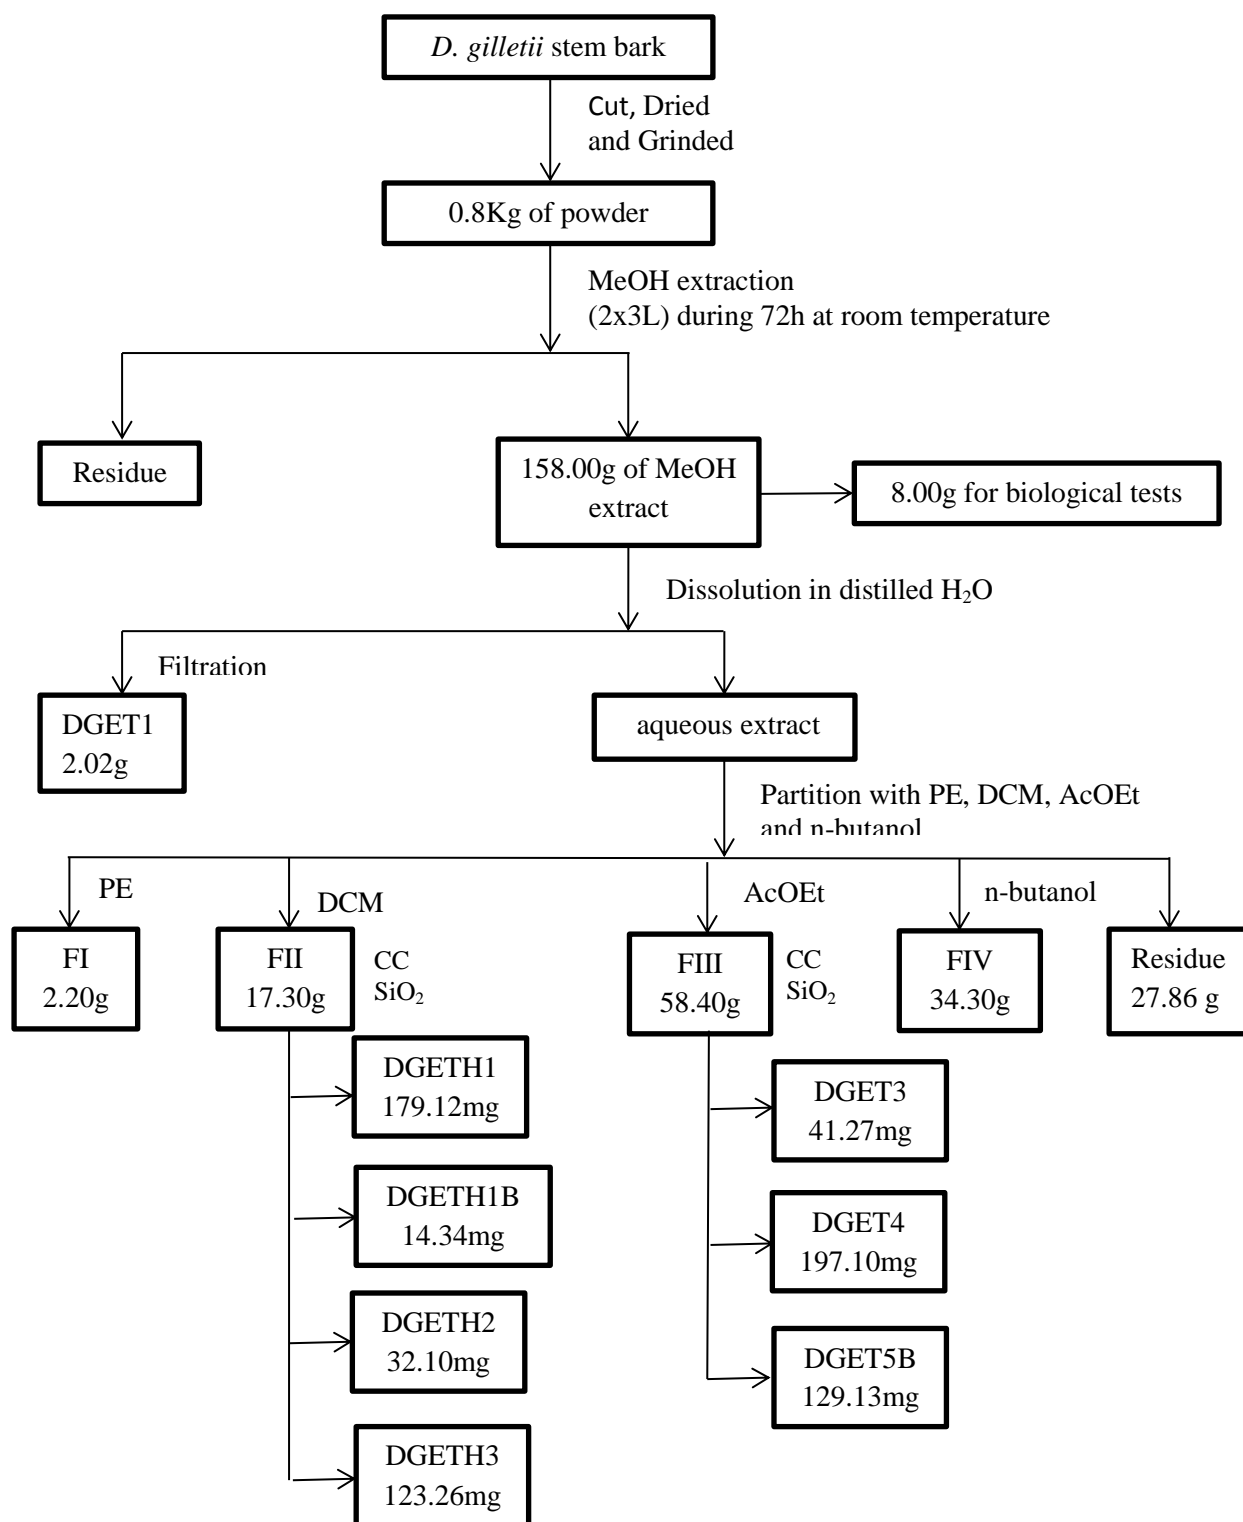 D. gilletii stem bark
Cut, Dried
and Grinded
0.8Kg of powder
MeOH extraction
(2x3L) during 72h at room temperature
Residue
158.00g of MeOH
extract
8.00g for biological tests
Dissolution in distilled H₂O
Filtration
DGET1
2.02g
aqueous extract
Partition with PE, DCM, AcOEt
and n-butanol
PE
DCM
AcOEt
n-butanol
FI
2.20g
FII
17.30g
CC
SiO₂
FIII
58.40g
CC
SiO₂
FIV
34.30g
Residue
27.86 g
DGETH1
179.12mg
DGETH1B
14.34mg
DGETH2
32.10mg
DGETH3
123.26mg
DGET3
41.27mg
DGET4
197.10mg
DGET5B
129.13mg